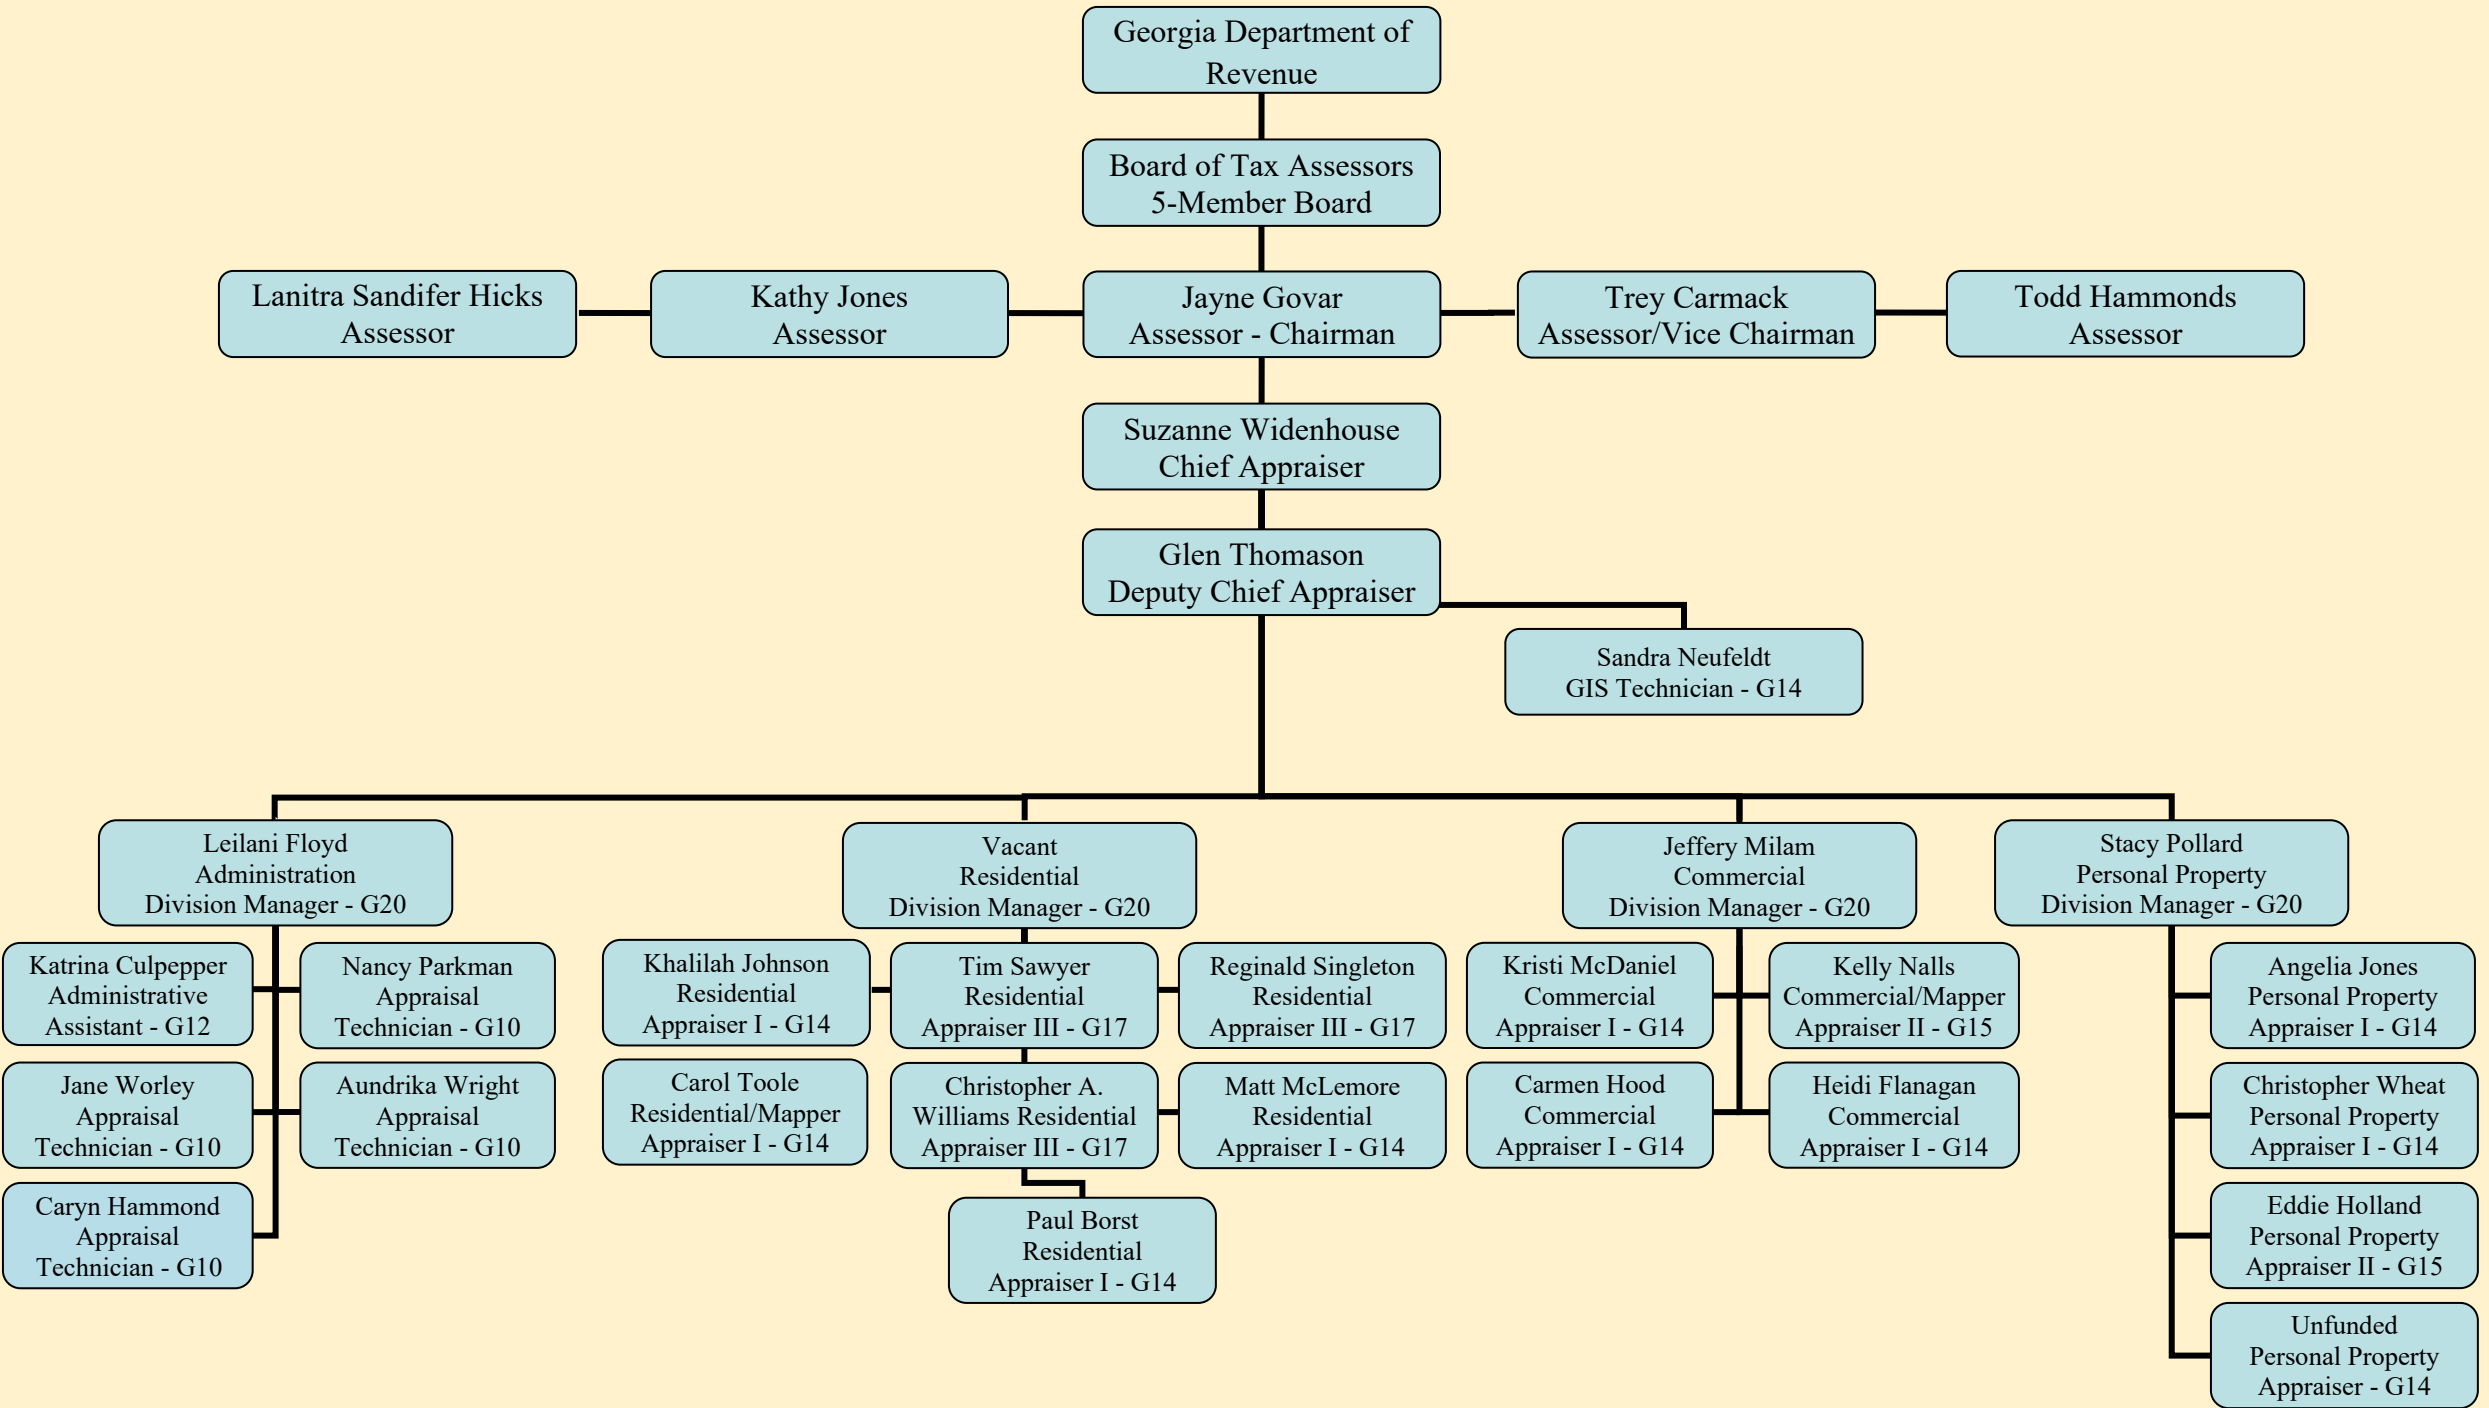 Georgia Department of
Revenue
Board of Tax Assessors
5-Member Board
Lanitra Sandifer Hicks
Assessor
Kathy Jones
Assessor
Jayne Govar
Assessor - Chairman
Trey Carmack
Assessor/Vice Chairman
Todd Hammonds
Assessor
Suzanne Widenhouse
Chief Appraiser
Glen Thomason
Deputy Chief Appraiser
Sandra Neufeldt
GIS Technician - G14
Leilani Floyd
Administration
Division Manager - G20
Vacant
Residential
Division Manager - G20
Jeffery Milam
Commercial
Division Manager - G20
Stacy Pollard
Personal Property
Division Manager - G20
Katrina Culpepper
Administrative
Assistant - G12
Nancy Parkman
Appraisal
Technician - G10
Khalilah Johnson
Residential
Appraiser I - G14
Tim Sawyer
Residential
Appraiser III - G17
Reginald Singleton
Residential
Appraiser III - G17
Kristi McDaniel
Commercial
Appraiser I - G14
Kelly Nalls
Commercial/Mapper
Appraiser II - G15
Angelia Jones
Personal Property
Appraiser I - G14
Jane Worley
Appraisal
Technician - G10
Aundrika Wright
Appraisal
Technician - G10
Carol Toole
Residential/Mapper
Appraiser I - G14
Christopher A.
Williams Residential
Appraiser III - G17
Matt McLemore
Residential
Appraiser I - G14
Carmen Hood
Commercial
Appraiser I - G14
Heidi Flanagan
Commercial
Appraiser I - G14
Christopher Wheat
Personal Property
Appraiser I - G14
Caryn Hammond
Appraisal
Technician - G10
Paul Borst
Residential
Appraiser I - G14
Eddie Holland
Personal Property
Appraiser II - G15
Unfunded
Personal Property
Appraiser - G14